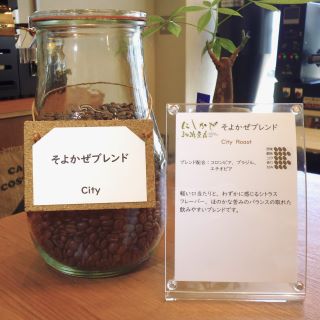 そよかぜブレンド
City
にしかぜ
珈琲店
そよかぜブレンド
City Roast
ブレンド配合：コロンビア、ブラジル、
エチオピア
軽い口当たりと、わずかに感じるシトラス
フレーバー、ほのかな苦みのバランスの取れた
飲みやすいブレンドです。